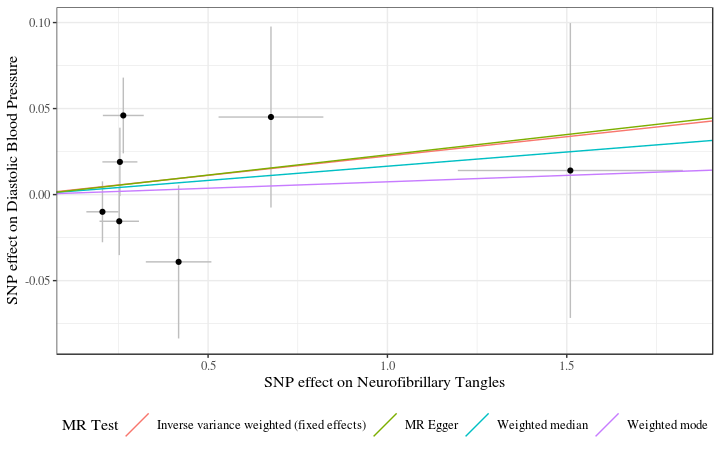 SNP effect on Diastolic Blood Pressure
0.10
0.05
0.00
-0.05
0.5
1.0
1.5
SNP effect on Neurofibrillary Tangles
MR Test
Inverse variance weighted (fixed effects)
MR Egger
Weighted median
Weighted mode